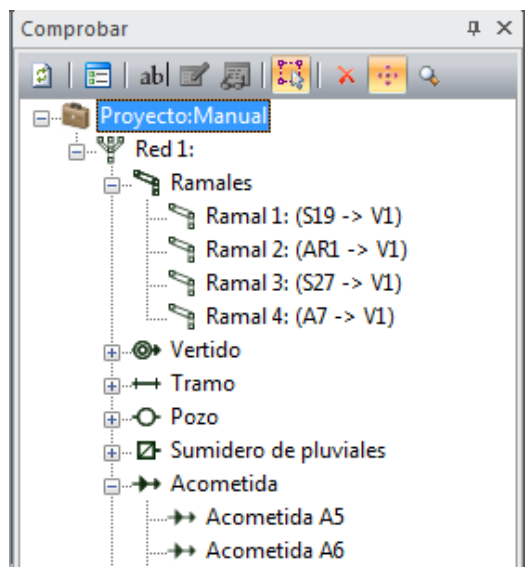 Comprobar
ab
Proyecto:Manual
Red 1:
Ramales
Ramal 1: (S19 -> V1)
Ramal 2: (AR1 -> V1)
Ramal 3: (S27 -> V1)
Ramal 4: (A7 -> V1)
Vertido
Tramo
Pozo
Sumidero de pluviales
Acometida
Acometida A5
Acometida A6